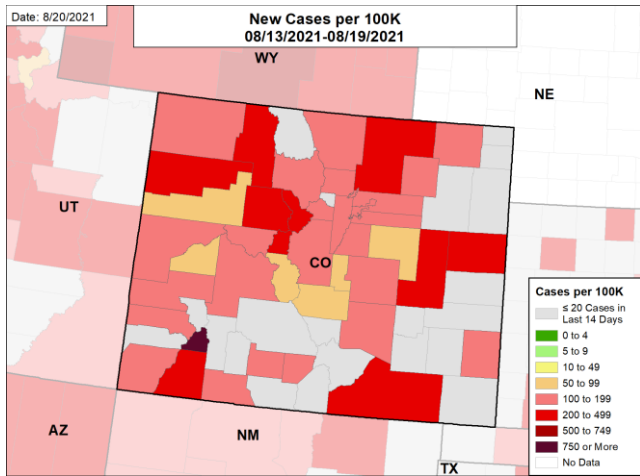 Date: 8/20/2021
New Cases per 100K
08/13/2021-08/19/2021
WY
NE
UT
CO
Cases per 100K
≤ 20 Cases in
Last 14 Days
0 to 4
5 to 9
10 to 49
50 to 99
100 to 199
200 to 499
500 to 749
750 or More
No Data
AZ
NM
TX